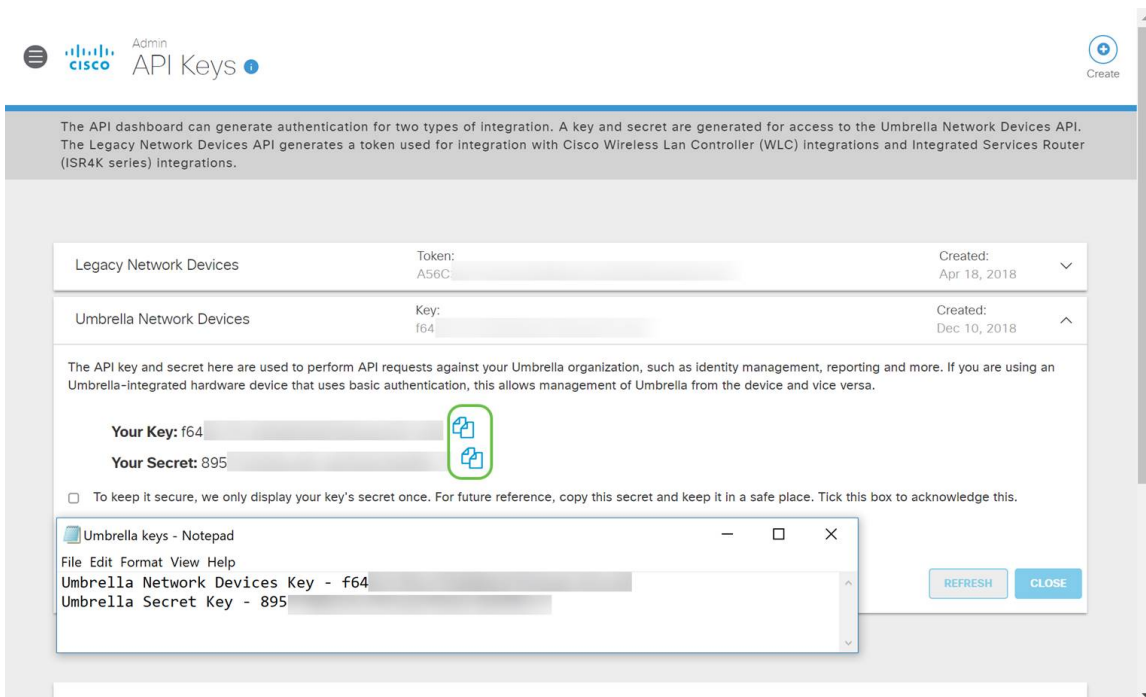 Admin
cisco
API Keys
Create
The API dashboard can generate authentication for two types of integration. A key and secret are generated for access to the Umbrella Network Devices API.
The Legacy Network Devices API generates a token used for integration with Cisco Wireless Lan Controller (WLC) integrations and Integrated Services Router
(ISR4K series) integrations.
Legacy Network Devices
Token:
A56C
Created:
Apr 18, 2018
Umbrella Network Devices
Key:
f64
Created:
Dec 10, 2018
The API key and secret here are used to perform API requests against your Umbrella organization, such as identity management, reporting and more. If you are using an
Umbrella-integrated hardware device that uses basic authentication, this allows management of Umbrella from the device and vice versa.
Your Key: f64
Your Secret: 895
To keep it secure, we only display your key's secret once. For future reference, copy this secret and keep it in a safe place. Tick this box to acknowledge this.
Umbrella keys - Notepad
File Edit Format View Help
Umbrella Network Devices Key - f64
Umbrella Secret Key - 895
REFRESH
CLOSE